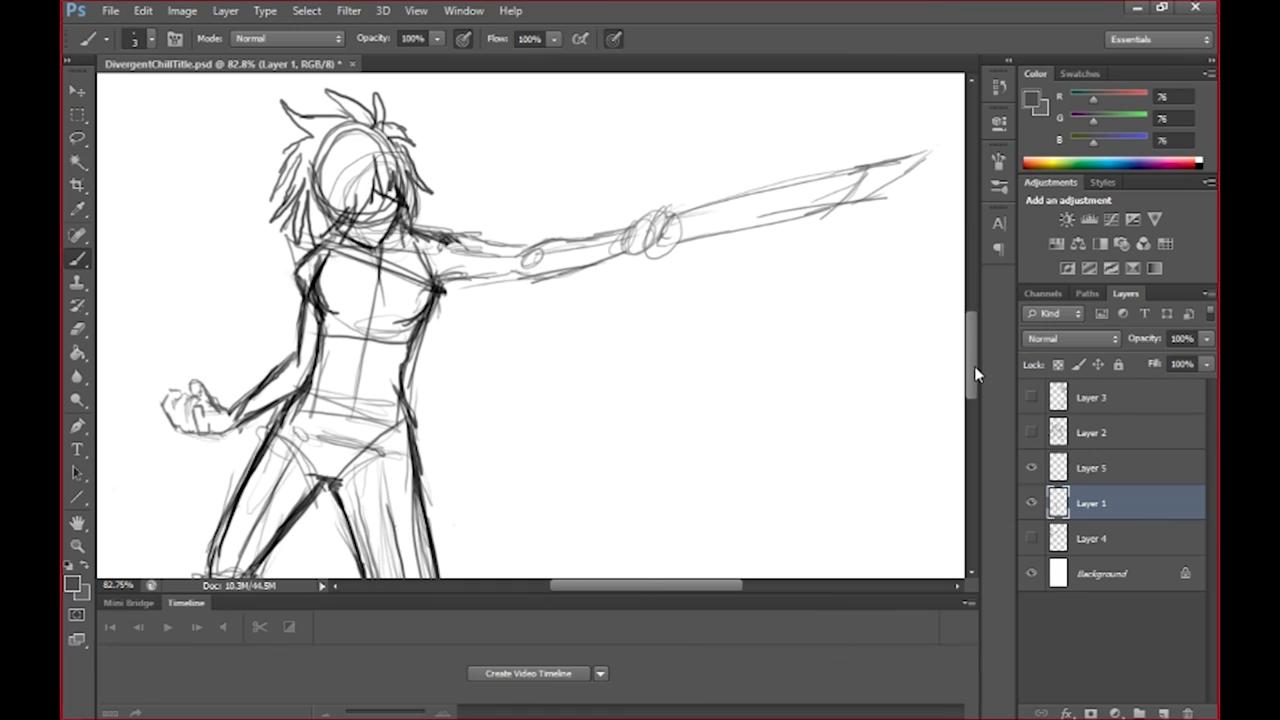 Ps File Edit Image Layer Type Select Filter 3D View Window Help
3 Mode: Normal Opacity: 100% Flow: 100% Essentials
DivergentChillTitle.psd @ 82.8% (Layer 1, RGB/8) * ×
Color Swatches
R 76
G 76
B 76
Adjustments Styles
Add an adjustment
Channels Paths Layers
Kind
Normal Opacity: 100%
Lock: Fill: 100%
Layer 3
Layer 2
Layer 5
Layer 1
Layer 4
Background
82.75% Doc: 10.3M/44.5M
Mini Bridge Timeline
Create Video Timeline